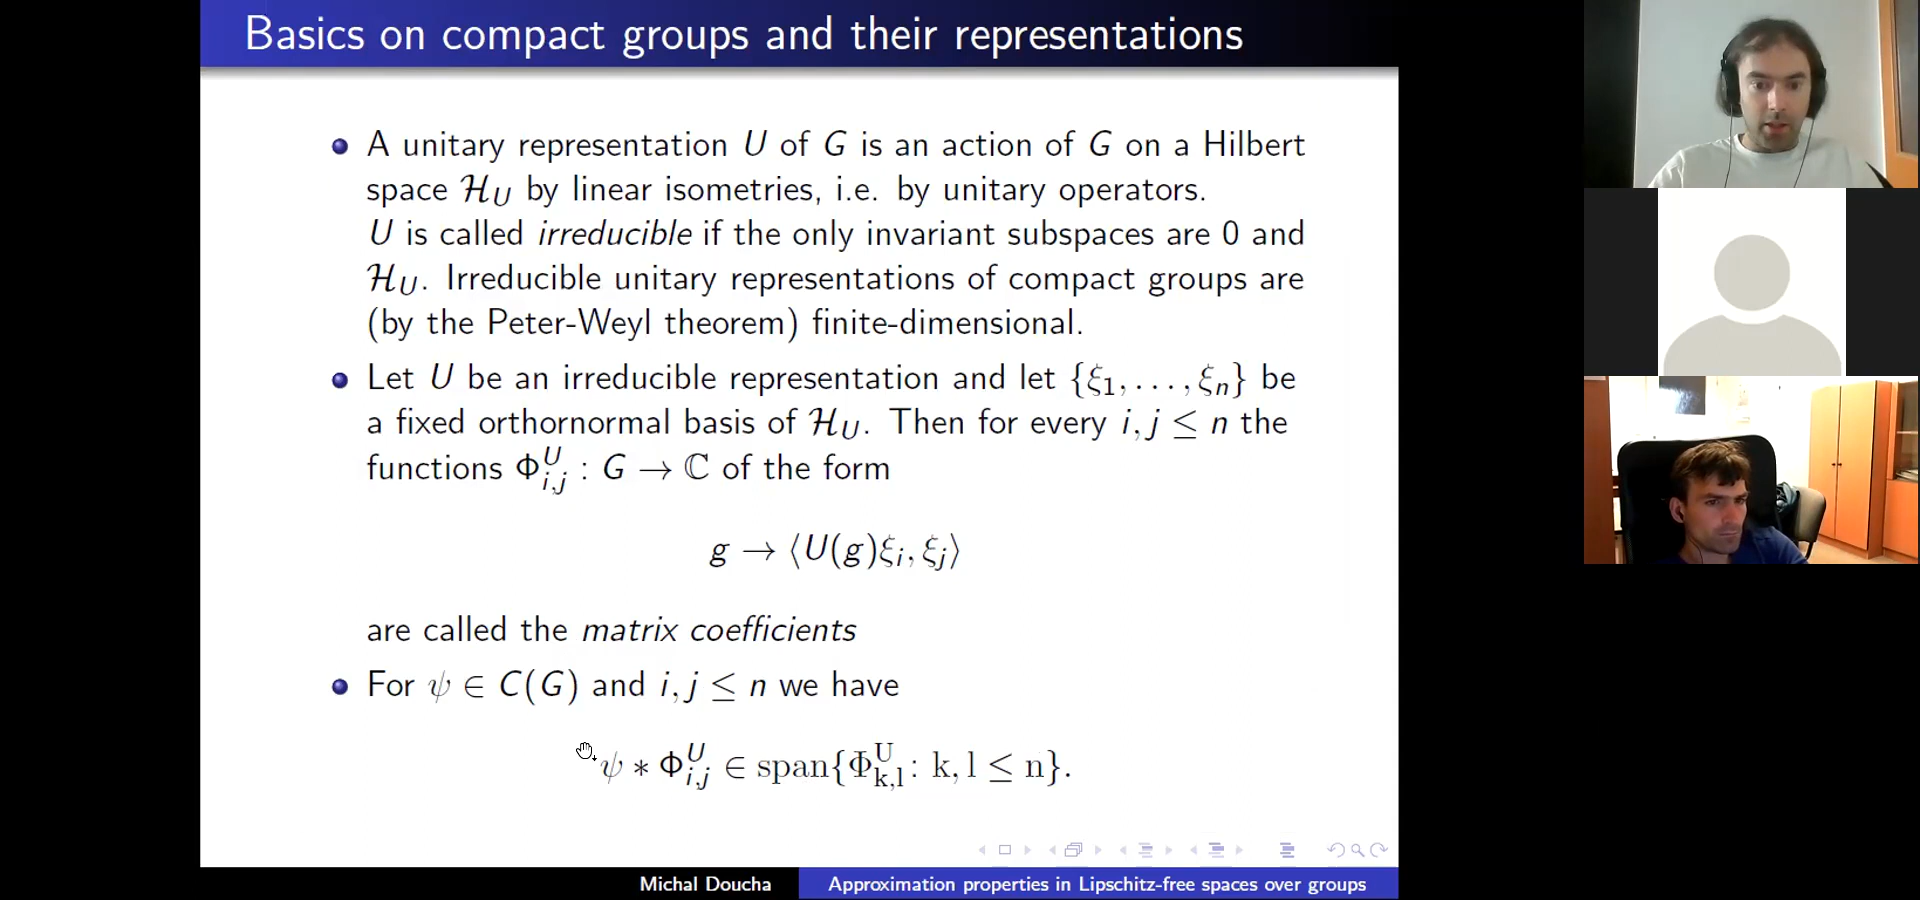 Basics on compact groups and their representations
A unitary representation U of G is an action of G on a Hilbert
space ℋ_U by linear isometries, i.e. by unitary operators.
U is called irreducible if the only invariant subspaces are 0 and
ℋ_U. Irreducible unitary representations of compact groups are
(by the Peter-Weyl theorem) finite-dimensional.
Let U be an irreducible representation and let {ξ₁, . . . , ξₙ} be
a fixed orthornormal basis of ℋ_U. Then for every i, j ≤ n the
functions Φ^U_{i,j} : G → ℂ of the form
g → ⟨U(g)ξ_i, ξ_j⟩
are called the matrix coefficients
For ψ ∈ C(G) and i, j ≤ n we have
ψ ∗ Φ^U_{i,j} ∈ span{Φ^U_{k,l} : k, l ≤ n}.
Michal Doucha
Approximation properties in Lipschitz-free spaces over groups